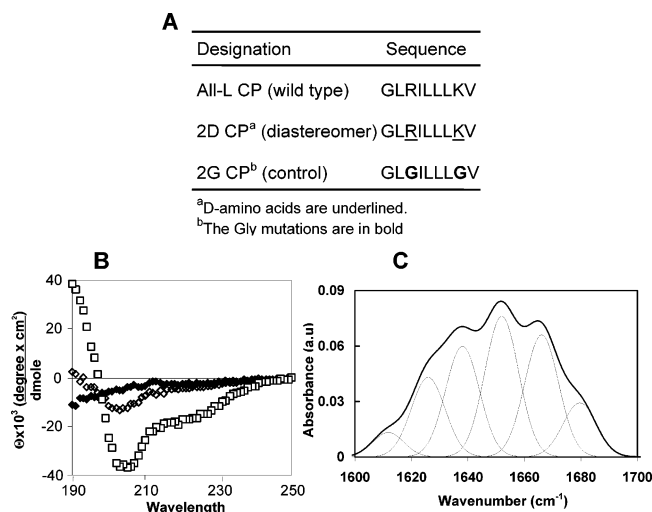 A
Designation Sequence
All-L CP (wild type) GLRILLLKV
2D CPa (diastereomer) GLRILLLKV
2G CPb (control) GLGILLLGV
aD-amino acids are underlined.
bThe Gly mutations are in bold
B
Θx10³ (degree x cm²)
dmole
40
20
0
-20
-40
190 210 230 250
Wavelength
C
Absorbance (a.u)
0.09
0.06
0.03
0
1600 1620 1640 1660 1680 1700
Wavenumber (cm-1)